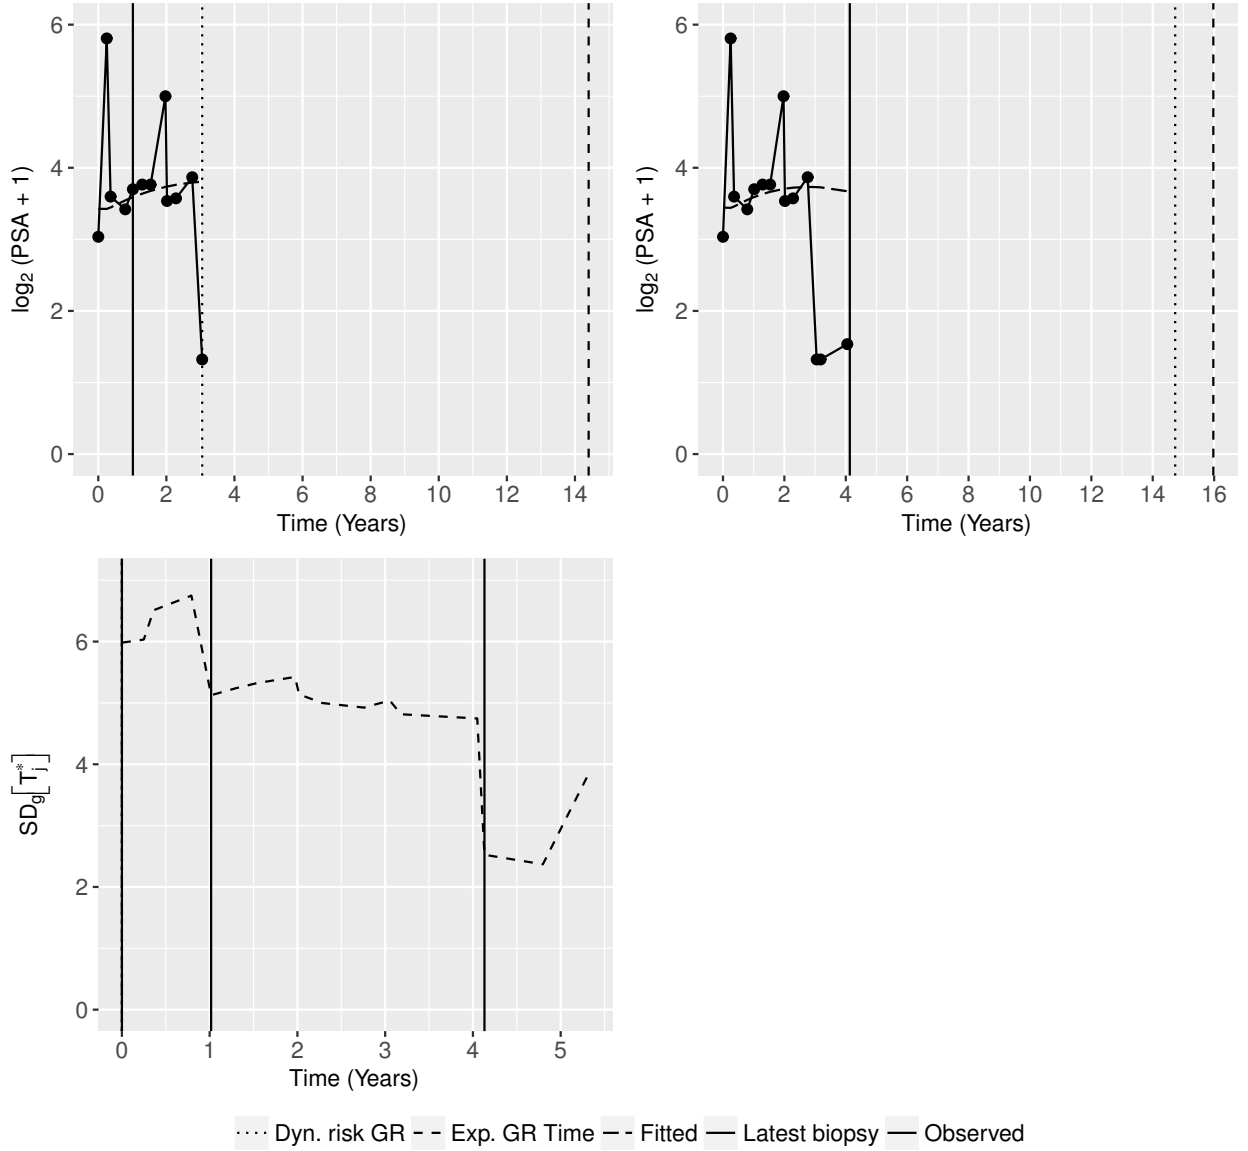 6
4
2
0
log2 (PSA + 1)
0 2 4 6 8 10 12 14
Time (Years)
6
4
2
0
log2 (PSA + 1)
0 2 4 6 8 10 12 14 16
Time (Years)
6
4
2
0
SDg[Tj*]
0 1 2 3 4 5
Time (Years)
Dyn. risk GR Exp. GR Time Fitted Latest biopsy Observed